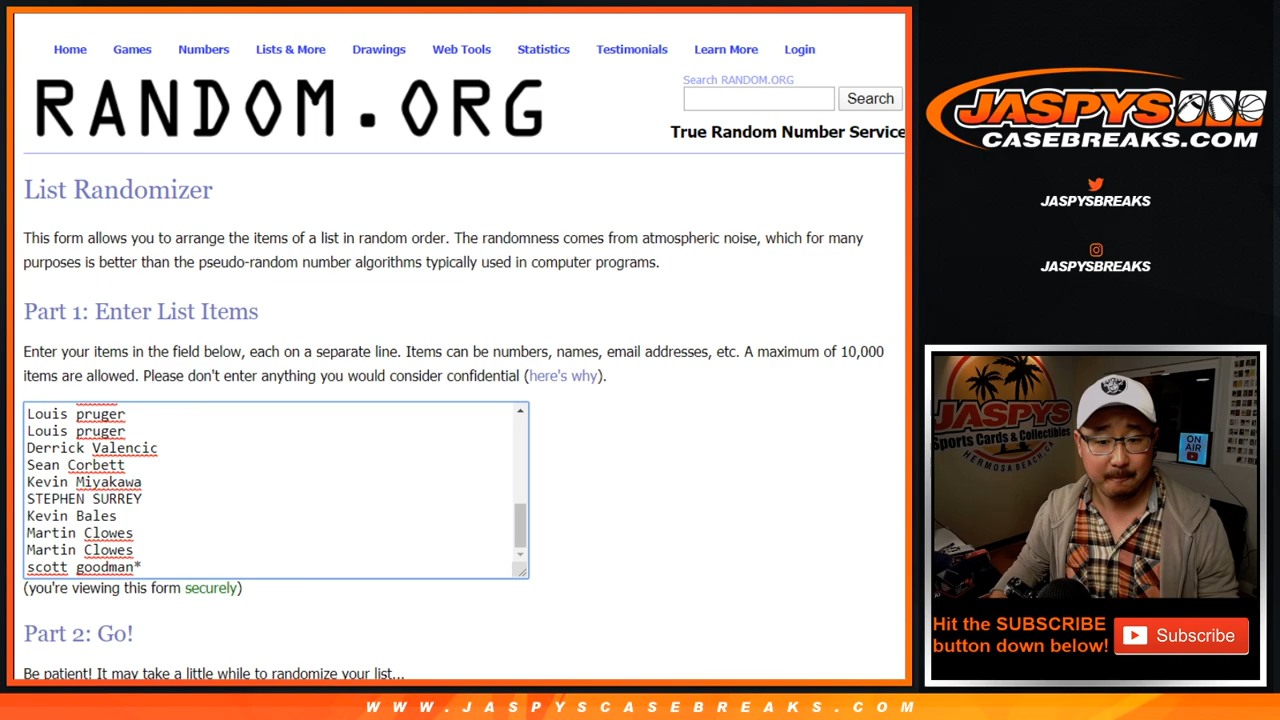 Home Games Numbers Lists & More Drawings Web Tools Statistics Testimonials Learn More Login
RANDOM.ORG
Search RANDOM.ORG
Search
True Random Number Service
List Randomizer
This form allows you to arrange the items of a list in random order. The randomness comes from atmospheric noise, which for many
purposes is better than the pseudo-random number algorithms typically used in computer programs.
Part 1: Enter List Items
Enter your items in the field below, each on a separate line. Items can be numbers, names, email addresses, etc. A maximum of 10,000
items are allowed. Please don't enter anything you would consider confidential (here's why).
Louis pruger
Louis pruger
Derrick Valencic
Sean Corbett
Kevin Miyakawa
STEPHEN SURREY
Kevin Bales
Martin Clowes
Martin Clowes
scott goodman*
(you're viewing this form securely)
Part 2: Go!
Be patient! It may take a little while to randomize your list...
JASPYS
CASEBREAKS.COM
JASPYSBREAKS
JASPYSBREAKS
JASPYS
Sports Cards & Collectibles
HERMOSA BEACH, CA
ON
AIR
Hit the SUBSCRIBE
button down below!
Subscribe
WWW.JASPYSCASEBREAKS.COM